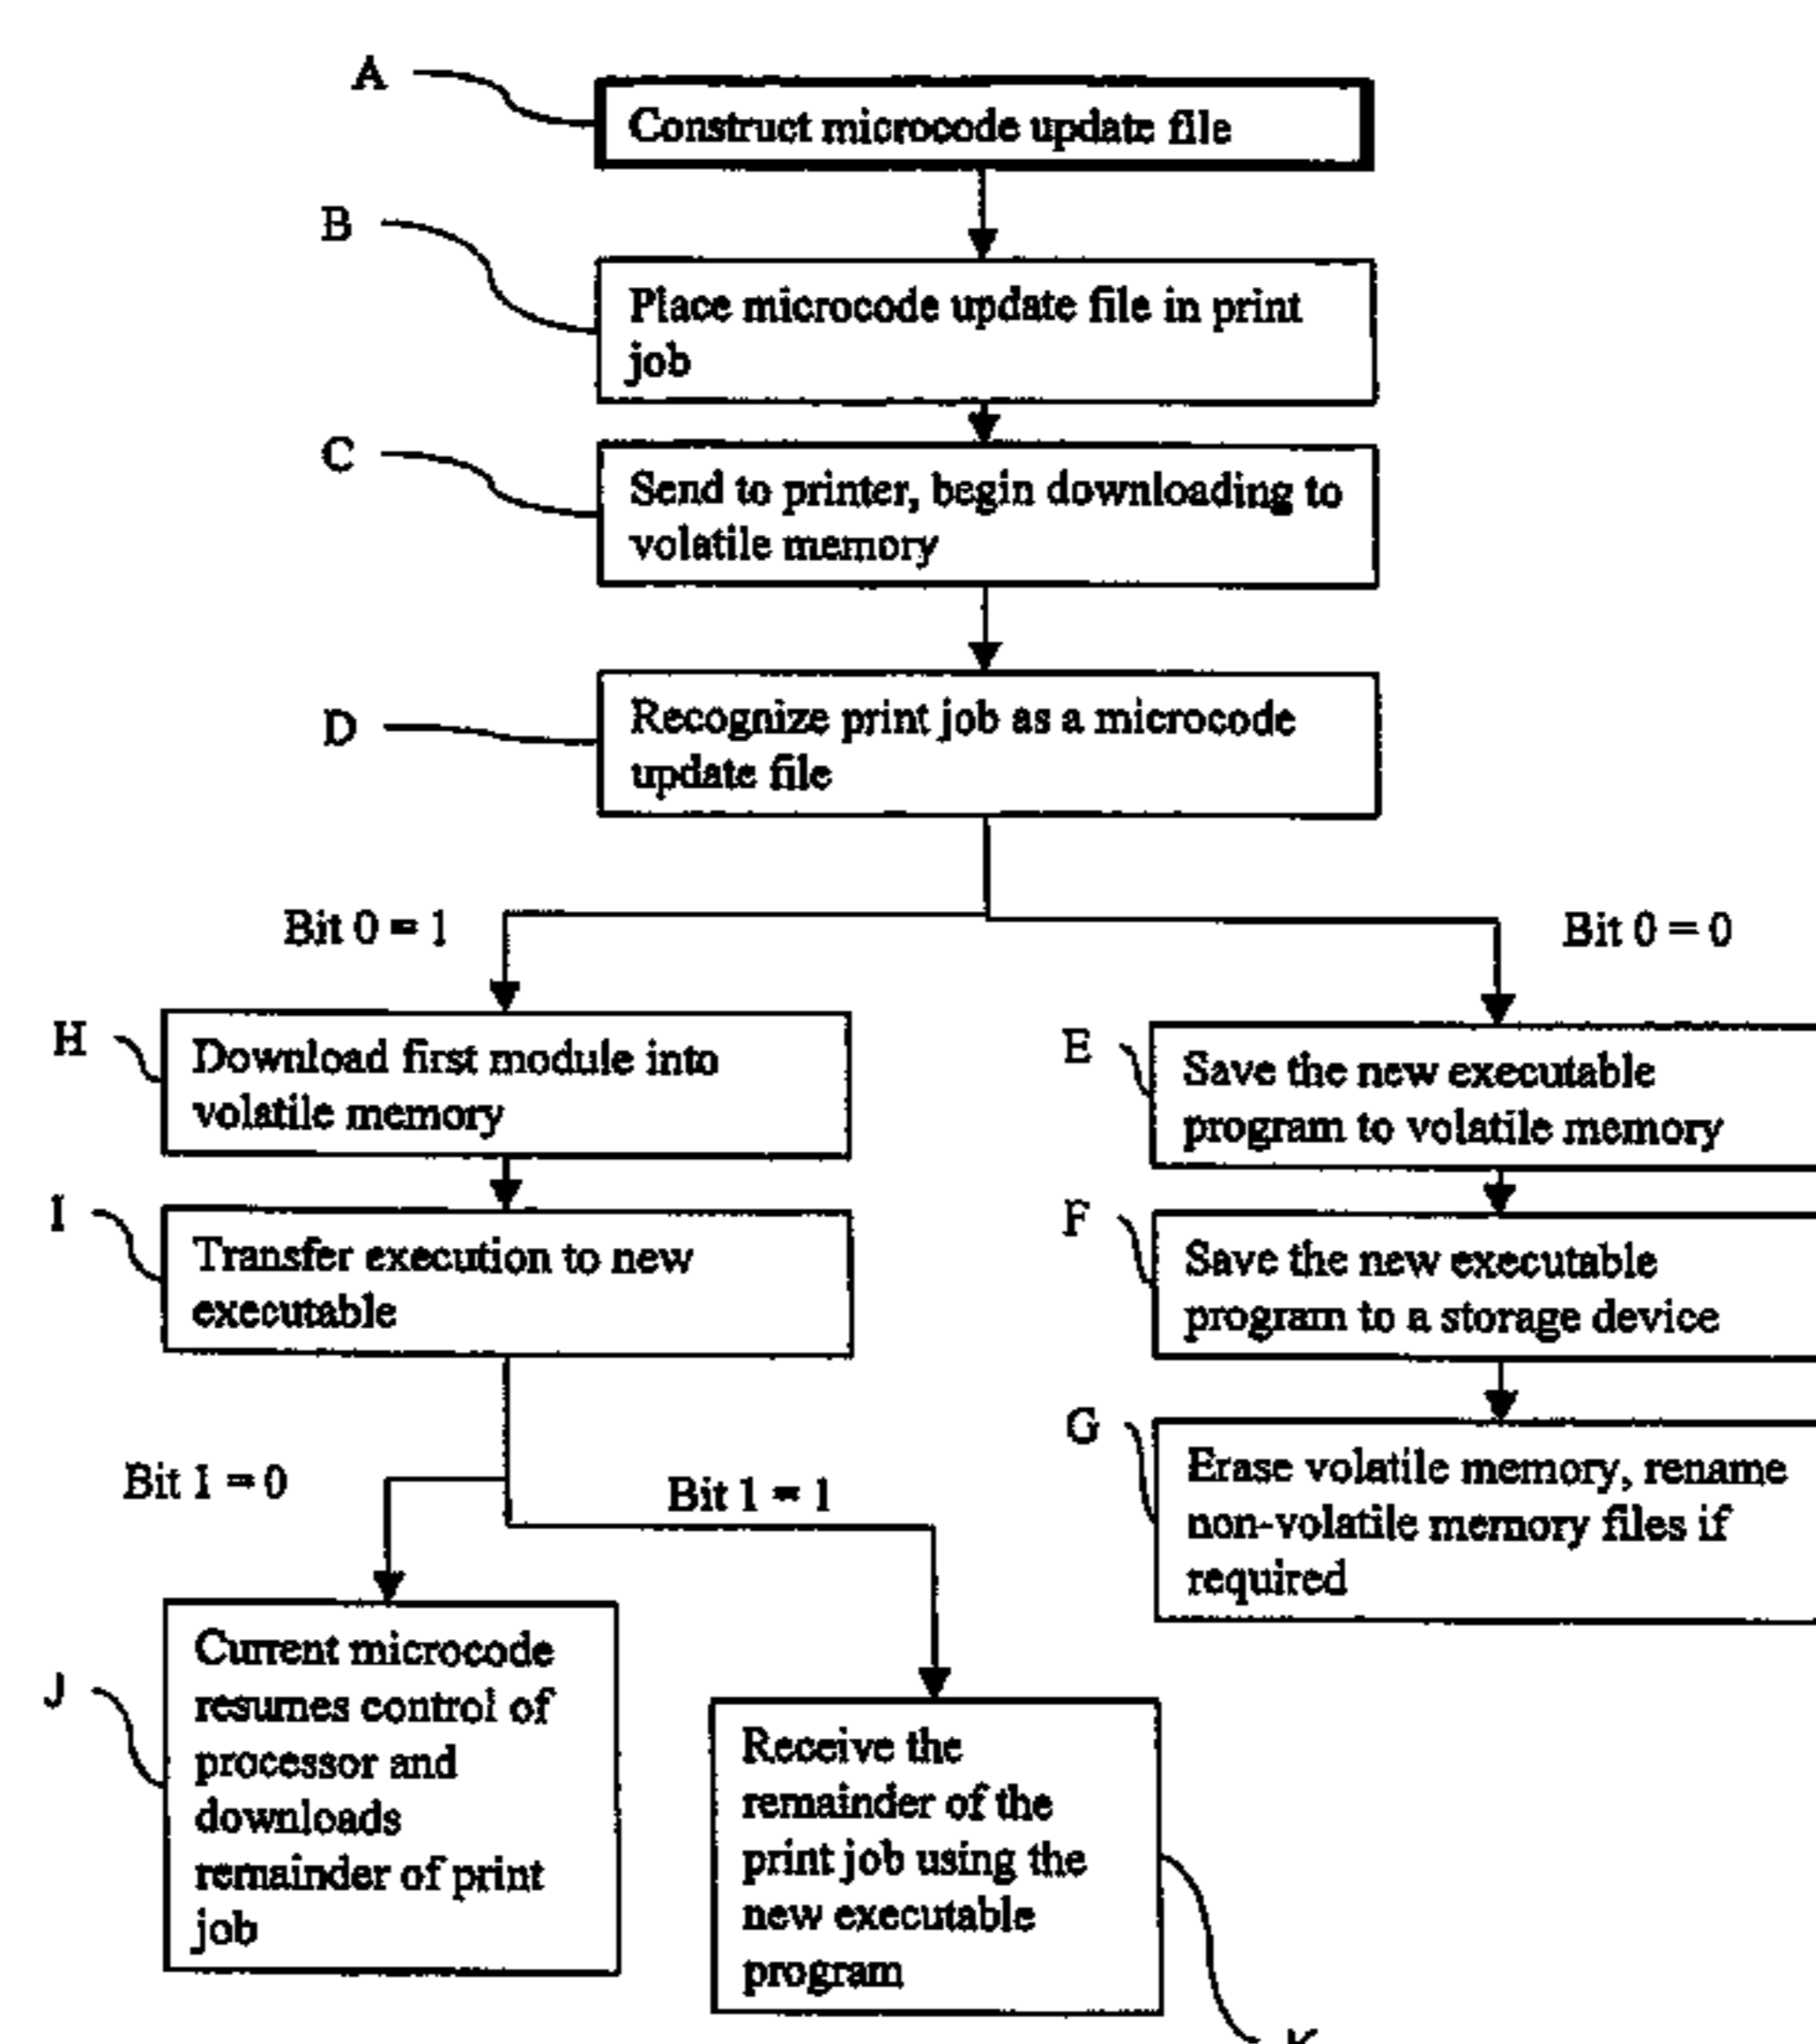 A
Construct microcode update file
B
Place microcode update file in print
job
C
Send to printer, begin downloading to
volatile memory
D
Recognize print job as a microcode
update file
Bit 0 = 1
Bit 0 = 0
H
Download first module into
volatile memory
E
Save the new executable
program to volatile memory
I
Transfer execution to new
executable
F
Save the new executable
program to a storage device
G
Erase volatile memory, rename
non-volatile memory files if
required
Bit 1 = 0
Bit 1 = 1
J
Current microcode
resumes control of
processor and
downloads
remainder of print
job
Receive the
remainder of the
print job using the
new executable
program
K